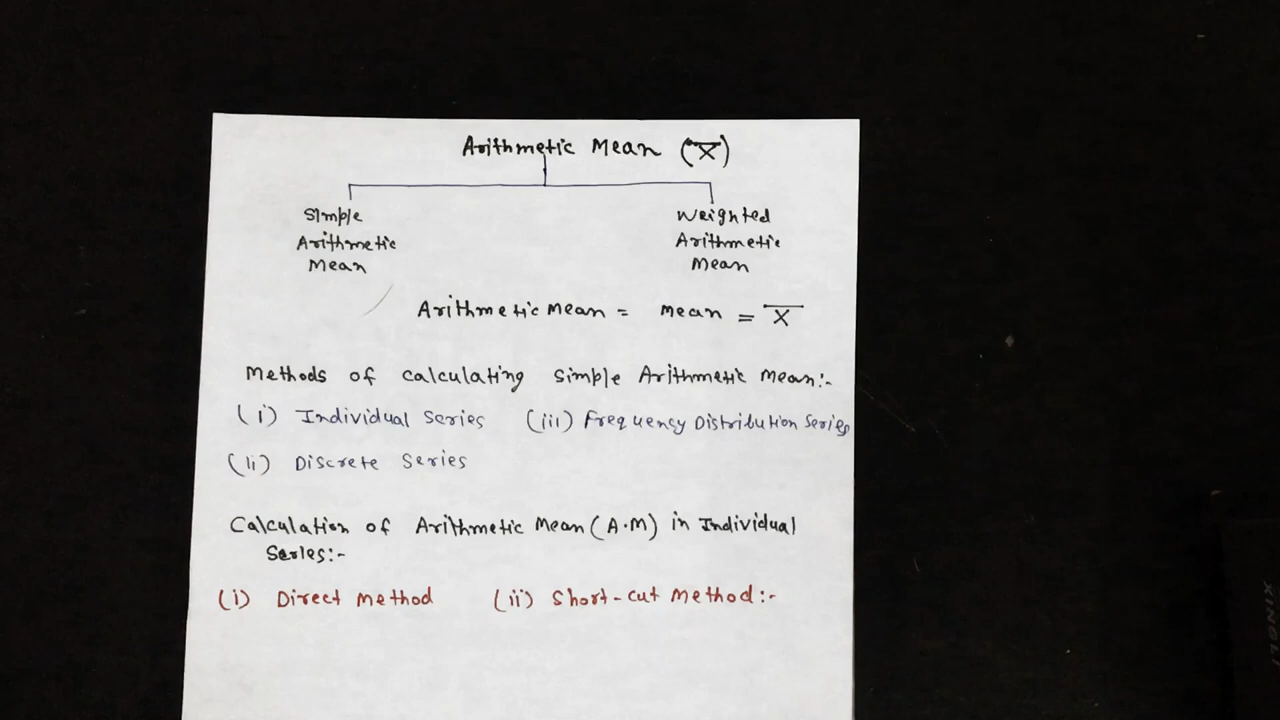 Arithmetic Mean (X̅)
Simple
Arithmetic
Mean
Weighted
Arithmetic
Mean
Arithmetic Mean = Mean = X̅
Methods of calculating Simple Arithmetic Mean:-
(i) Individual Series (iii) Frequency Distribution Series
(ii) Discrete Series
Calculation of Arithmetic Mean (A.M) in Individual
Series:-
(i) Direct Method (ii) Short-cut Method:-